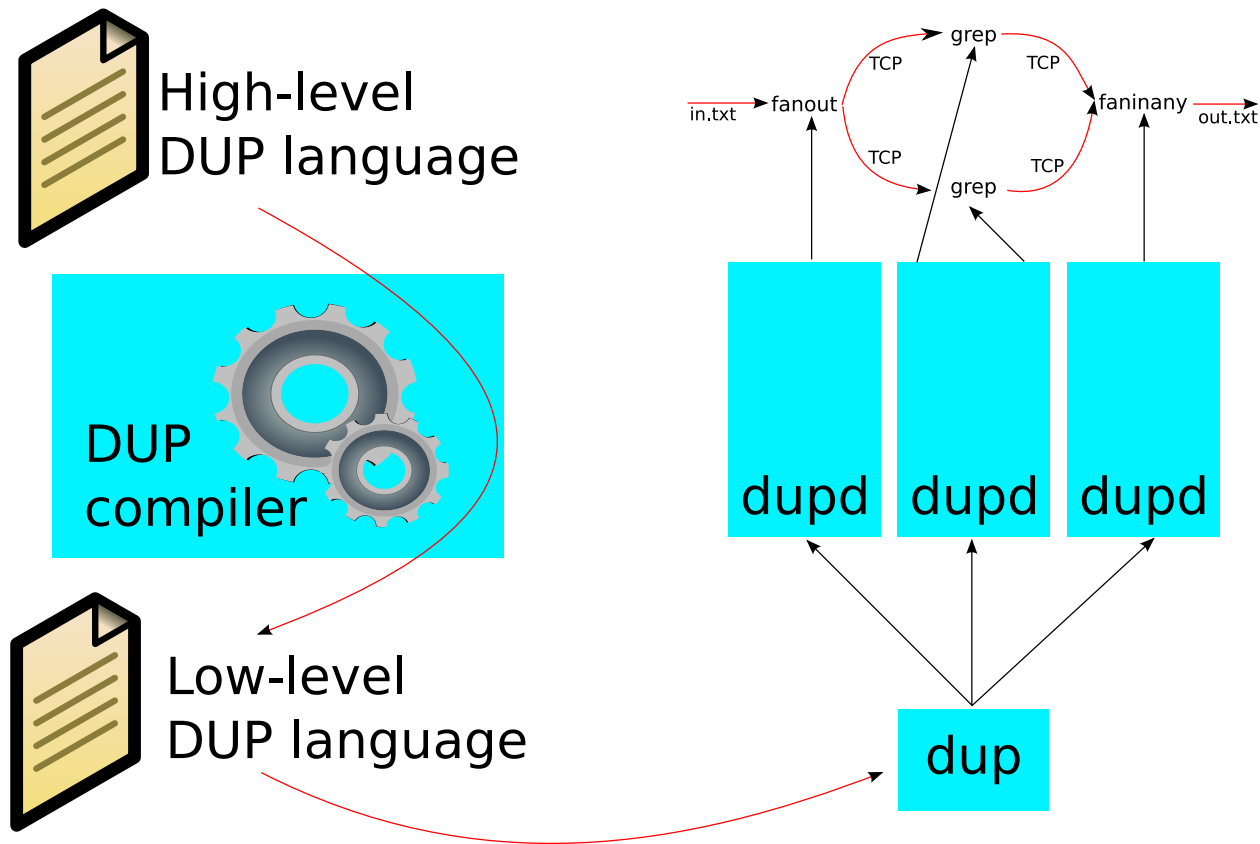 High-level
DUP language
DUP
compiler
Low-level
DUP language
grep
TCP
TCP
in.txt
fanout
faninany
out.txt
TCP
TCP
grep
dupd
dupd
dupd
dup